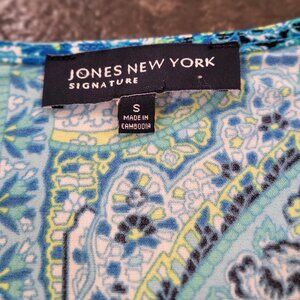 JONES NEW YORK
SIGNATURE
S
MADE IN
CAMBODIA